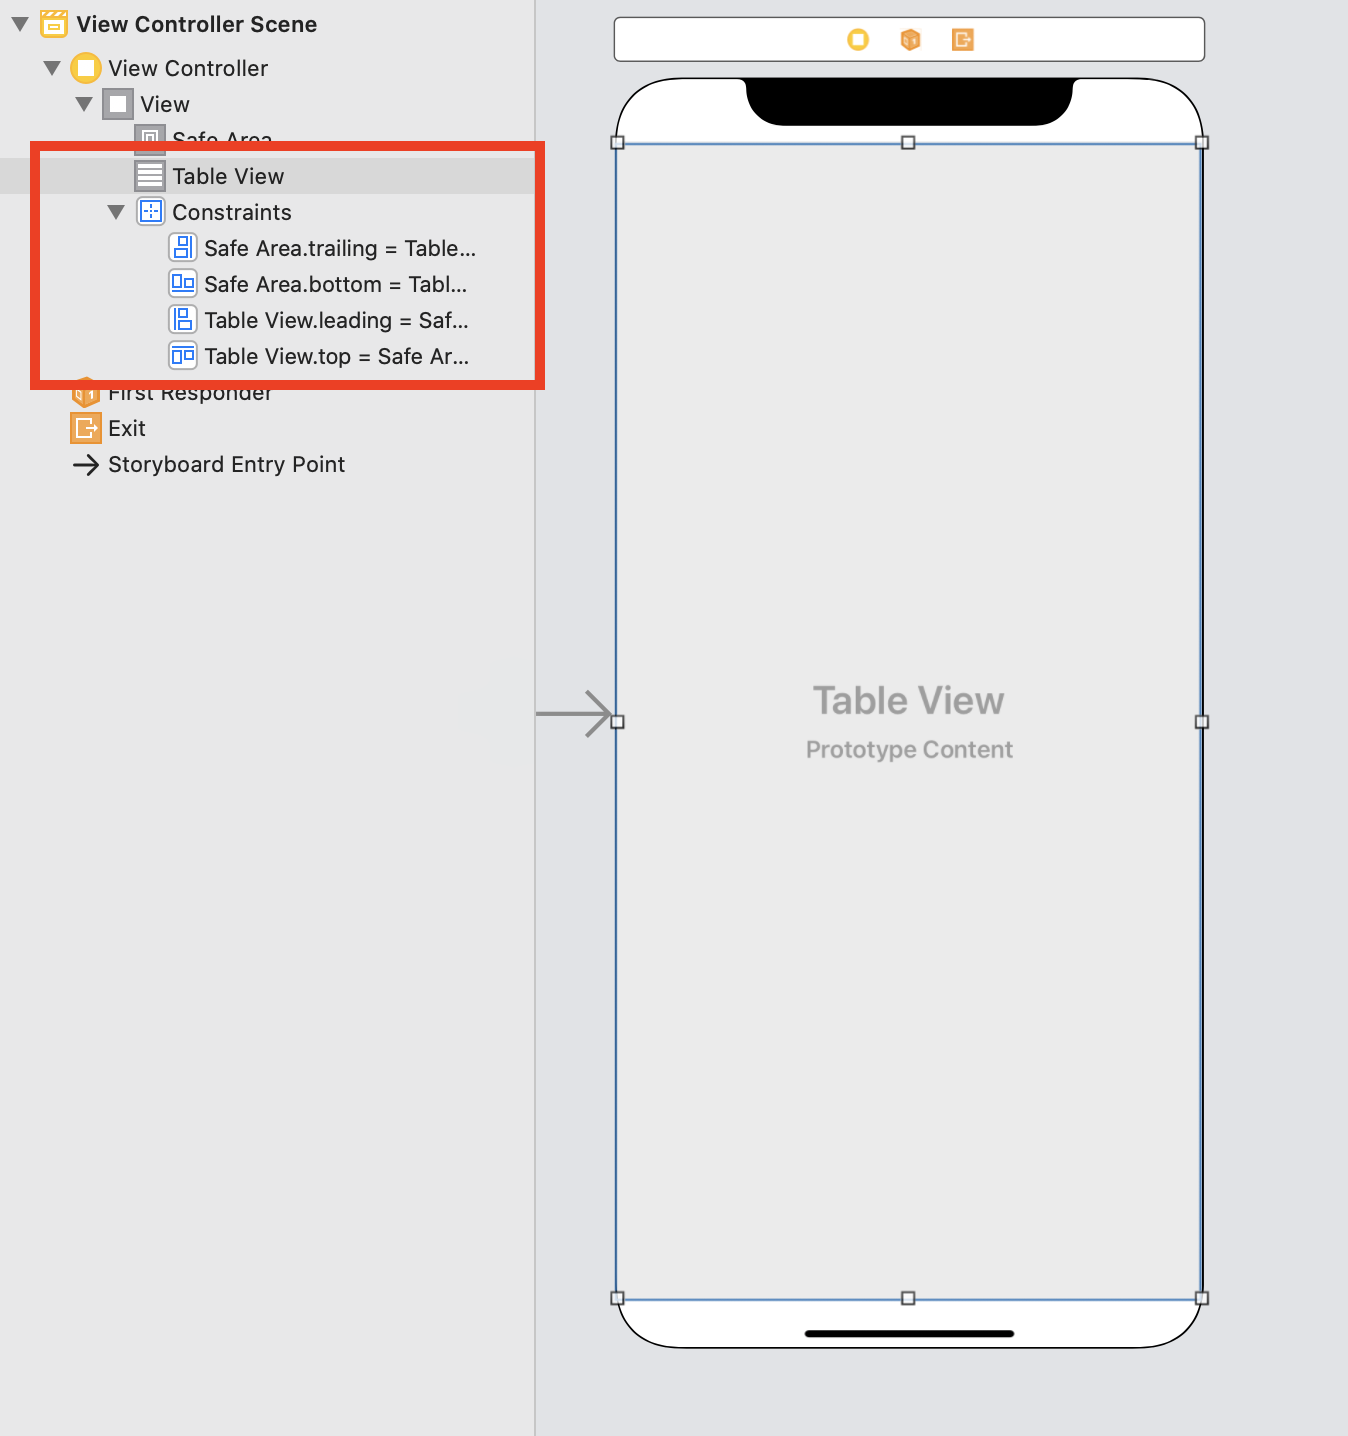 View Controller Scene
View Controller
View
Safe Area
Table View
Constraints
Safe Area.trailing = Table...
Safe Area.bottom = Tabl...
Table View.leading = Saf...
Table View.top = Safe Ar...
First Responder
Exit
Storyboard Entry Point
Table View
Prototype Content